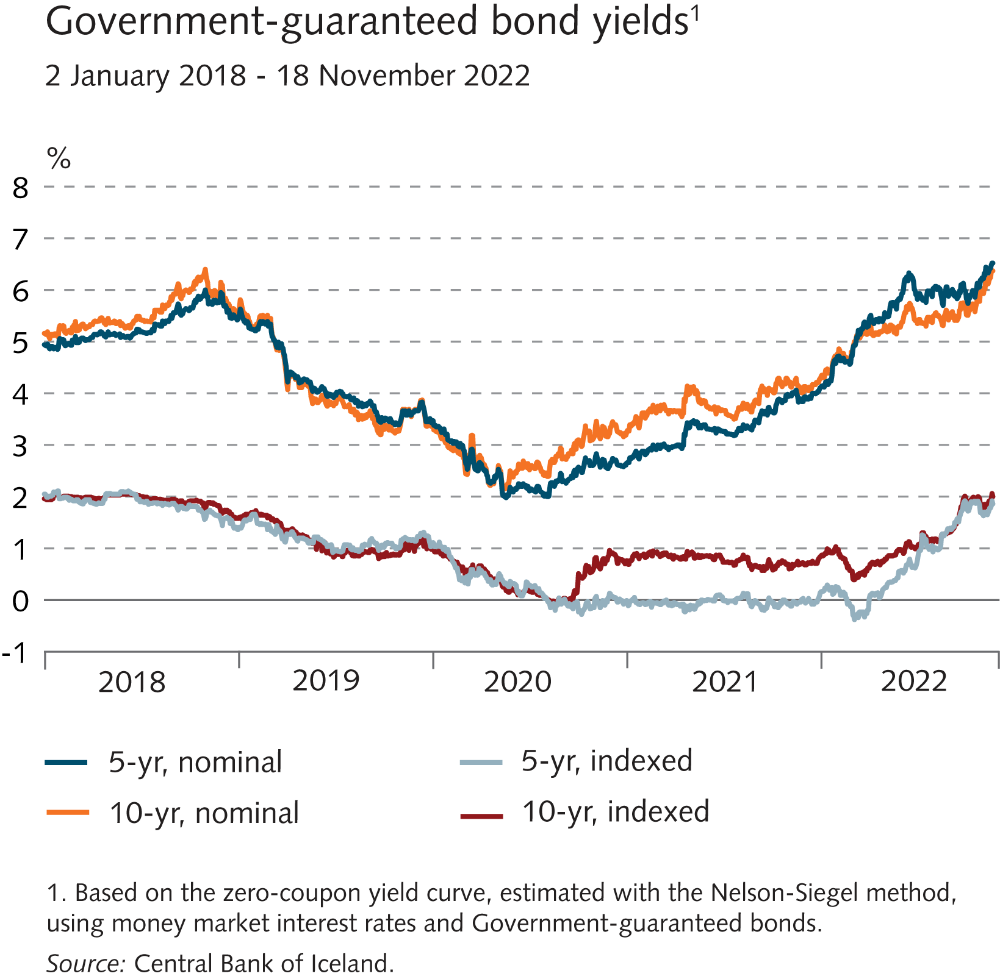 Government-guaranteed bond yields¹
2 January 2018 - 18 November 2022
%
8
7
6
5
4
3
2
1
0
-1
2018 2019 2020 2021 2022
5-yr, nominal 5-yr, indexed
10-yr, nominal 10-yr, indexed
1. Based on the zero-coupon yield curve, estimated with the Nelson-Siegel method,
using money market interest rates and Government-guaranteed bonds.
Source: Central Bank of Iceland.